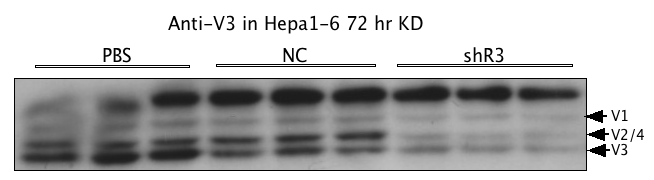 Anti-V3 in Hepa1-6 72 hr KD
PBS NC shR3
V1
V2/4
V3